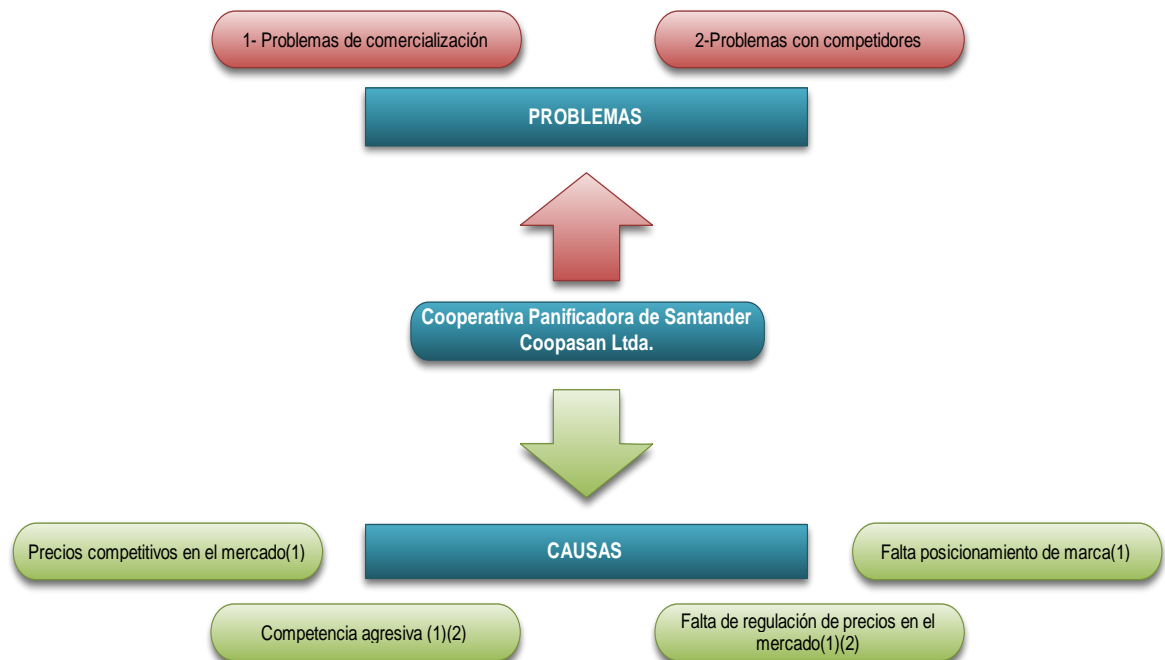 1- Problemas de comercialización
2-Problemas con competidores
PROBLEMAS
Cooperativa Panificadora de Santander
Coopasan Ltda.
CAUSAS
Precios competitivos en el mercado(1)
Falta posicionamiento de marca(1)
Competencia agresiva (1)(2)
Falta de regulación de precios en el
mercado(1)(2)